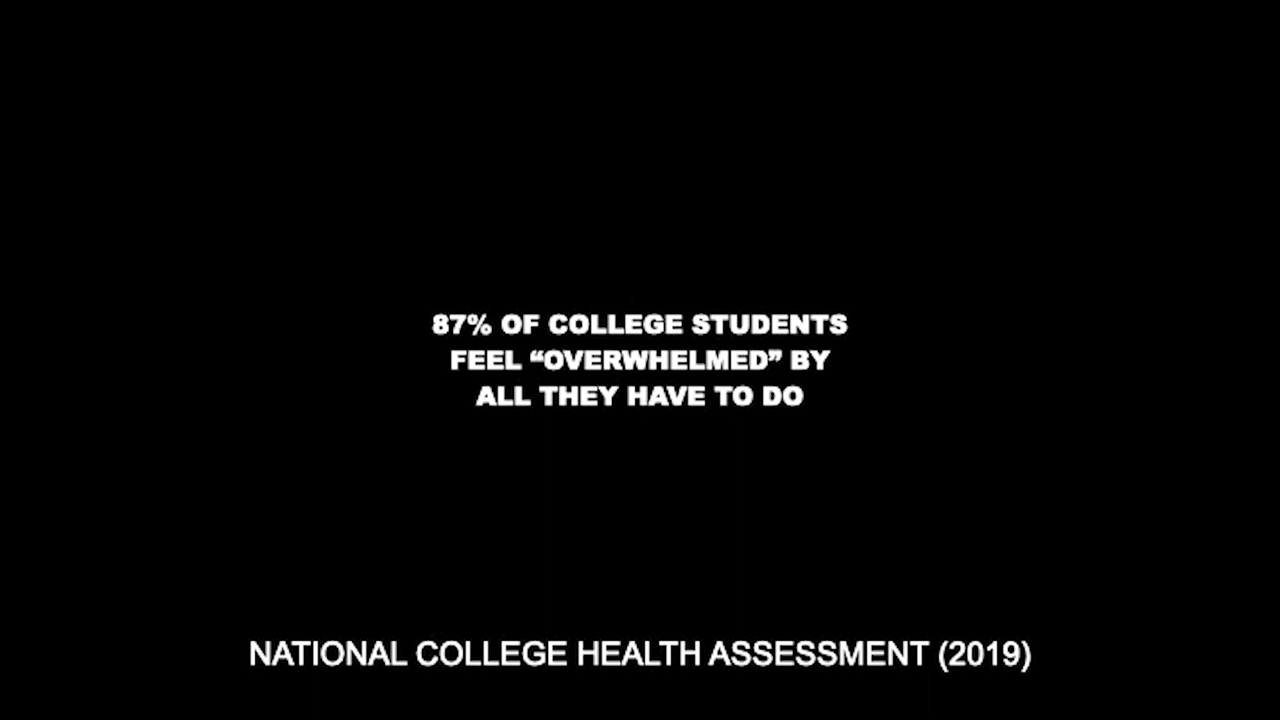 87% OF COLLEGE STUDENTS
FEEL “OVERWHELMED” BY
ALL THEY HAVE TO DO
NATIONAL COLLEGE HEALTH ASSESSMENT (2019)